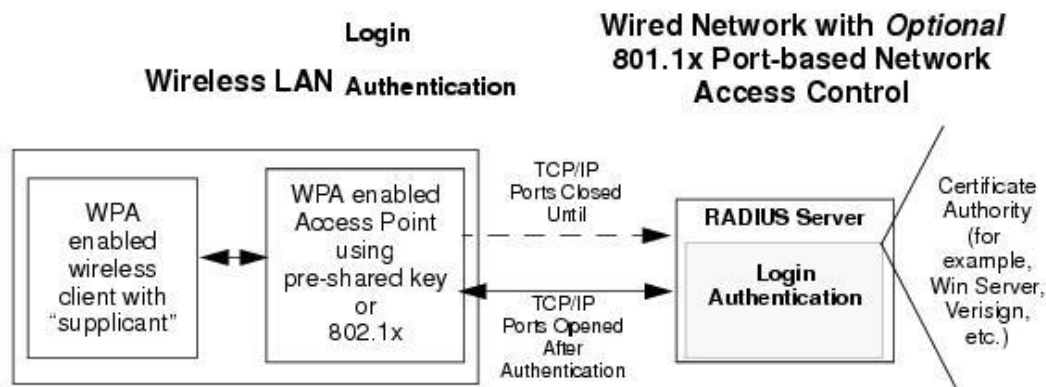 Login
Wireless LAN Authentication
Wired Network with Optional
801.1x Port-based Network
Access Control
WPA
enabled
wireless
client with
“supplicant”
WPA enabled
Access Point
using
pre-shared key
or
802.1x
TCP/IP
Ports Closed
Until
TCP/IP
Ports Opened
After
Authentication
RADIUS Server
Login
Authentication
Certificate
Authority
(for
example,
Win Server,
Verisign,
etc.)